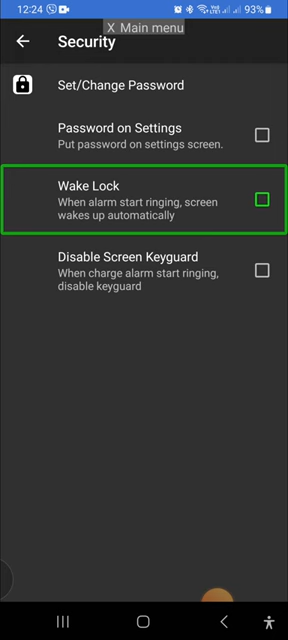 12:24 93%
X Main menu
Security
Set/Change Password
Password on Settings
Put password on settings screen.
Wake Lock
When alarm start ringing, screen
wakes up automatically
Disable Screen Keyguard
When charge alarm start ringing,
disable keyguard